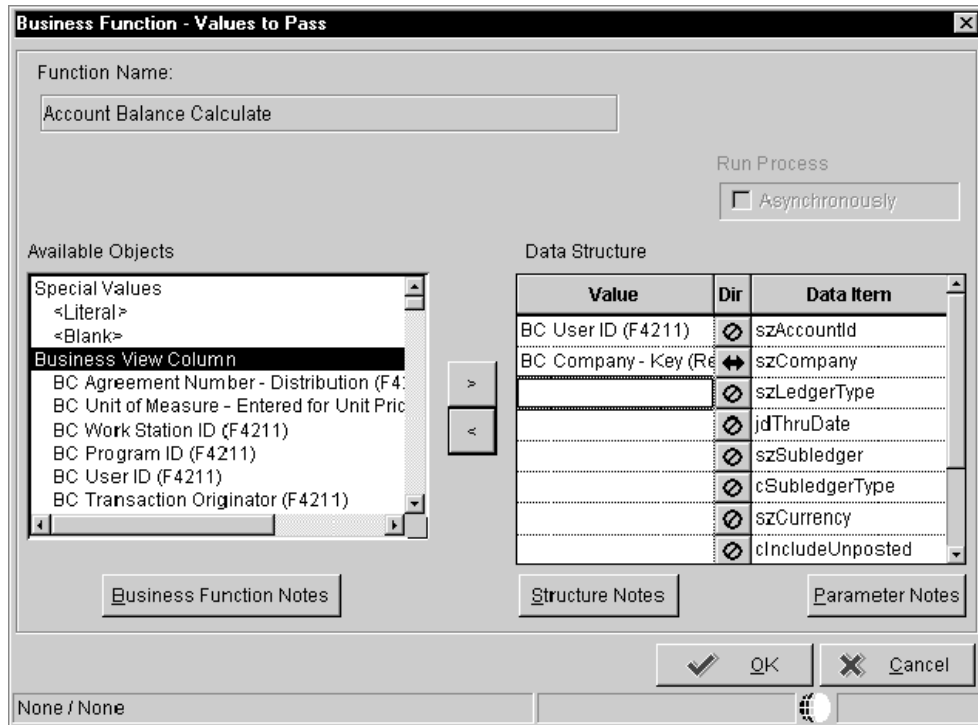 Business Function - Values to Pass
Function Name:
Account Balance Calculate
Run Process
Asynchronously
Available Objects
Special Values
<Literal>
<Blank>
Business View Column
BC Agreement Number - Distribution (F4
BC Unit of Measure - Entered for Unit Pric
BC Work Station ID (F4211)
BC Program ID (F4211)
BC User ID (F4211)
BC Transaction Originator (F4211)
>
<
Data Structure
Value Dir Data Item
BC User ID (F4211) szAccountId
BC Company - Key (Re szCompany
szLedgerType
jdThruDate
szSubledger
cSubledgerType
szCurrency
cIncludeUnposted
Business Function Notes
Structure Notes
Parameter Notes
OK
Cancel
None / None